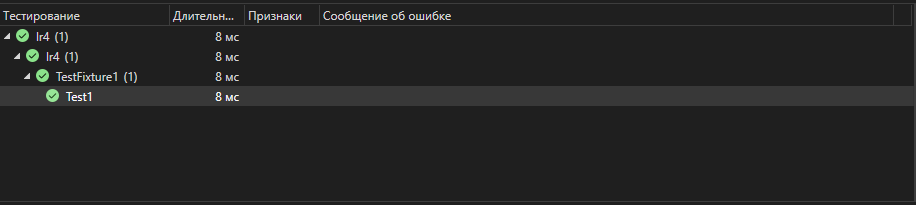 Тестирование Длительн... Признаки Сообщение об ошибке
lr4 (1) 8 мс
lr4 (1) 8 мс
TestFixture1 (1) 8 мс
Test1 8 мс